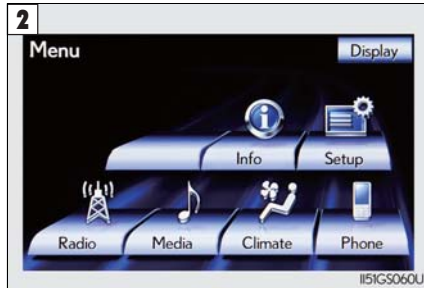 2
Menu
Display
Info
Setup
Radio
Media
Climate
Phone
II51GS060U